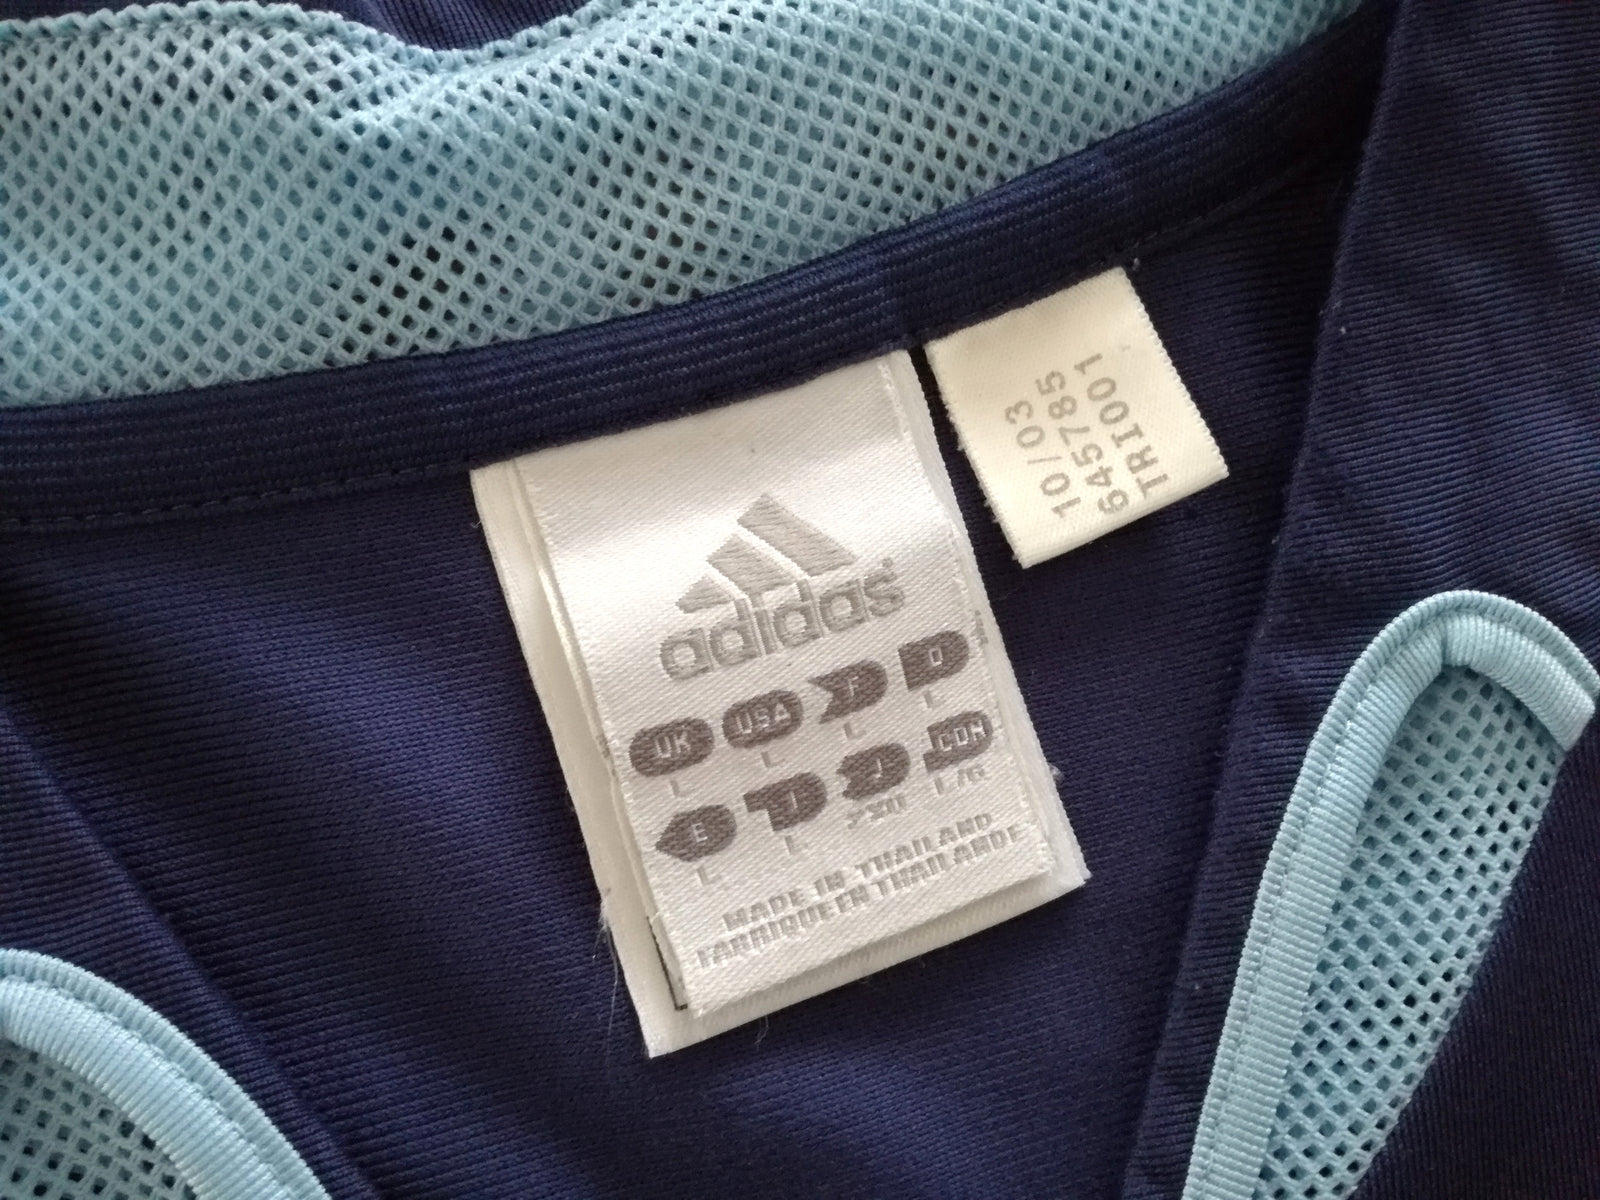 adidas
UK USA F D
L L L L
E I J CDN
L L L/G
MADE IN THAILAND
FABRIQUE EN THAILANDE
10/03
645785
TRI001